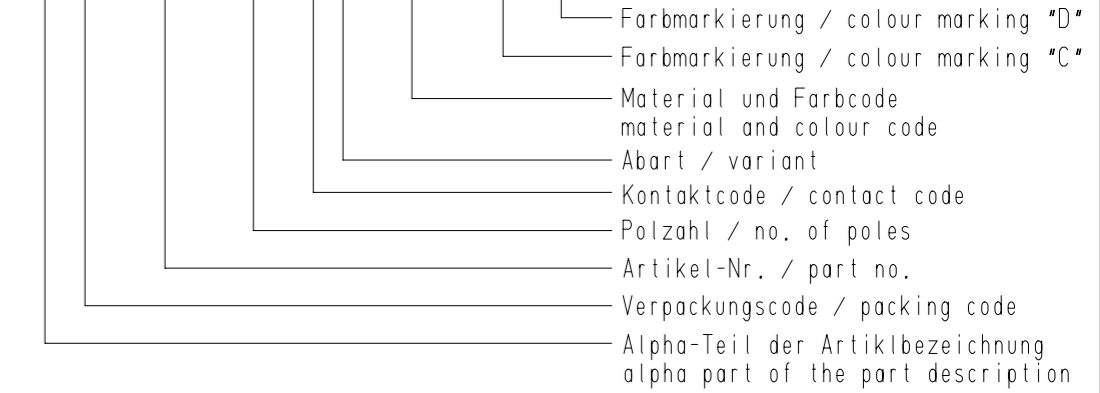 Farbmarkierung / colour marking "D"
Farbmarkierung / colour marking "C"
Material und Farbcode
material and colour code
Abart / variant
Kontaktcode / contact code
Polzahl / no. of poles
Artikel-Nr. / part no.
Verpackungscode / packing code
Alpha-Teil der Artiklbezeichnung
alpha part of the part description